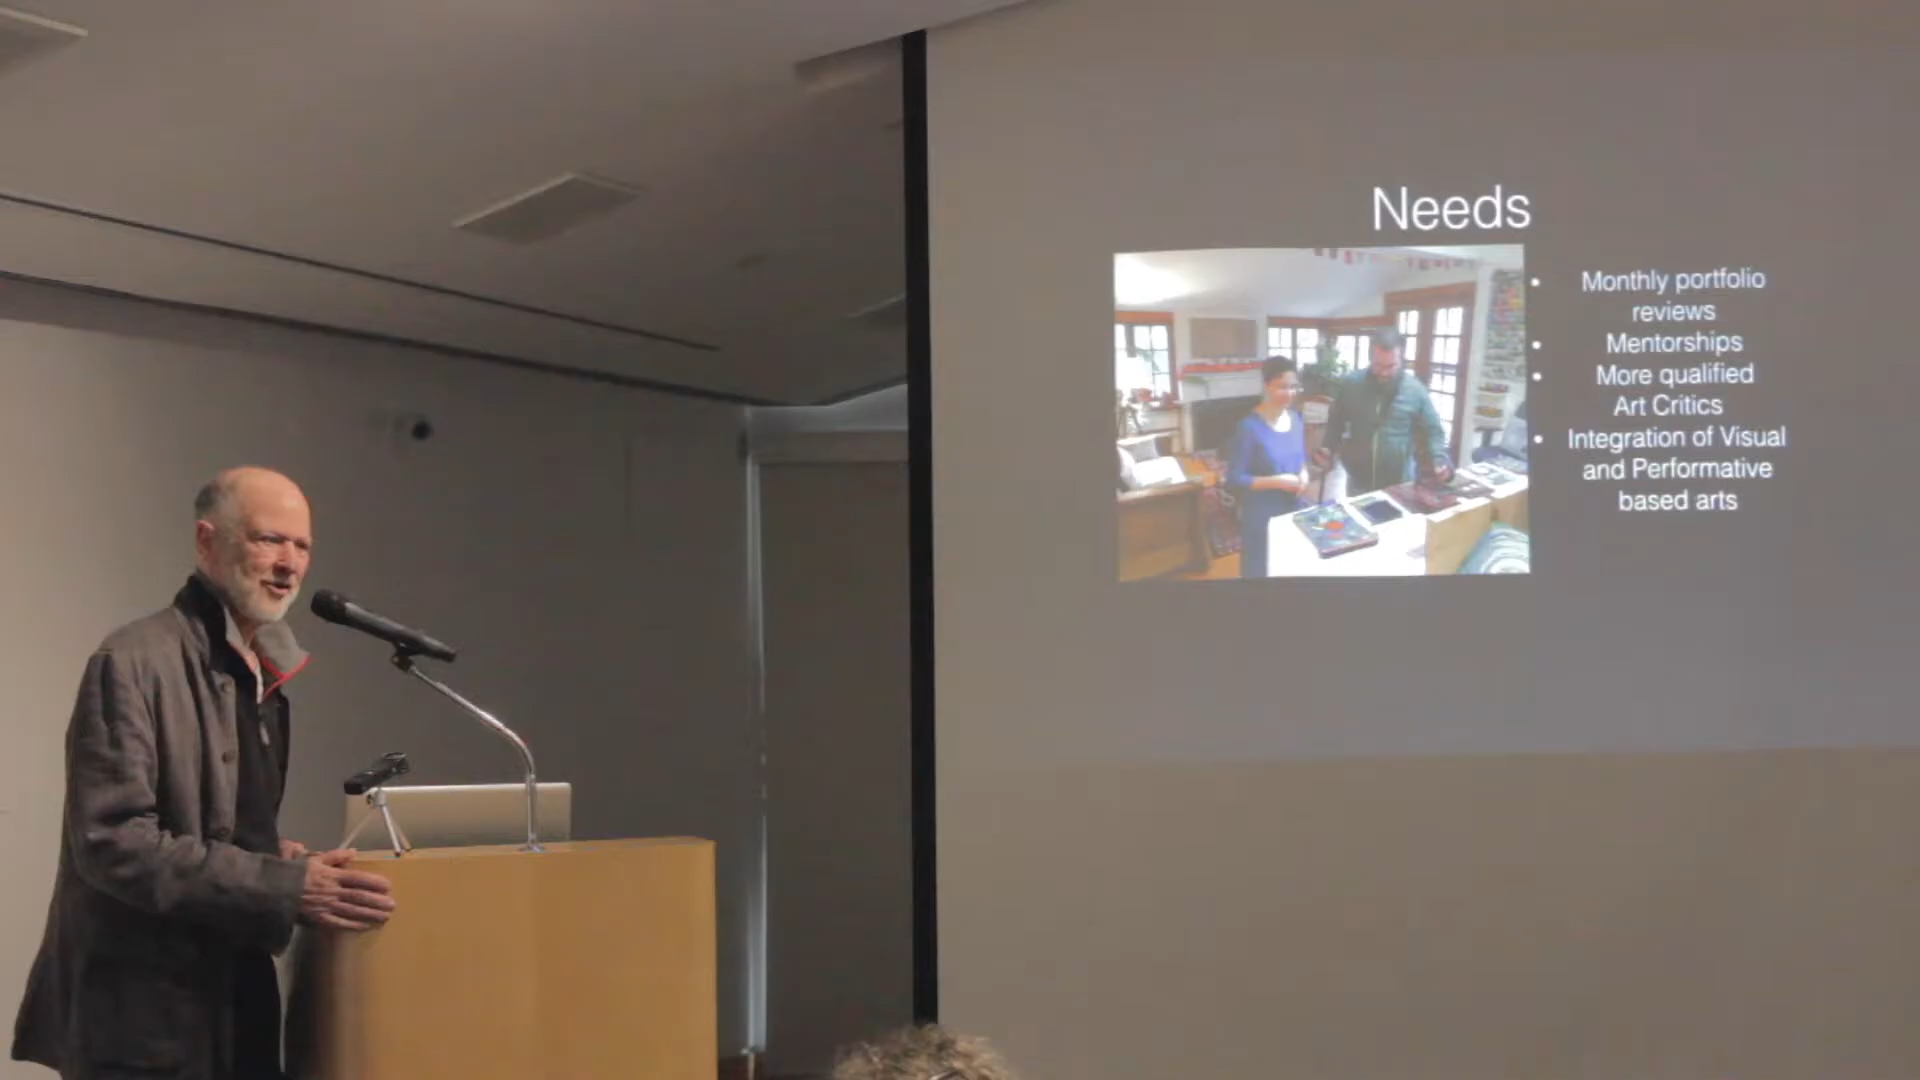 Needs
• Monthly portfolio
reviews
• Mentorships
• More qualified
Art Critics
• Integration of Visual
and Performative
based arts